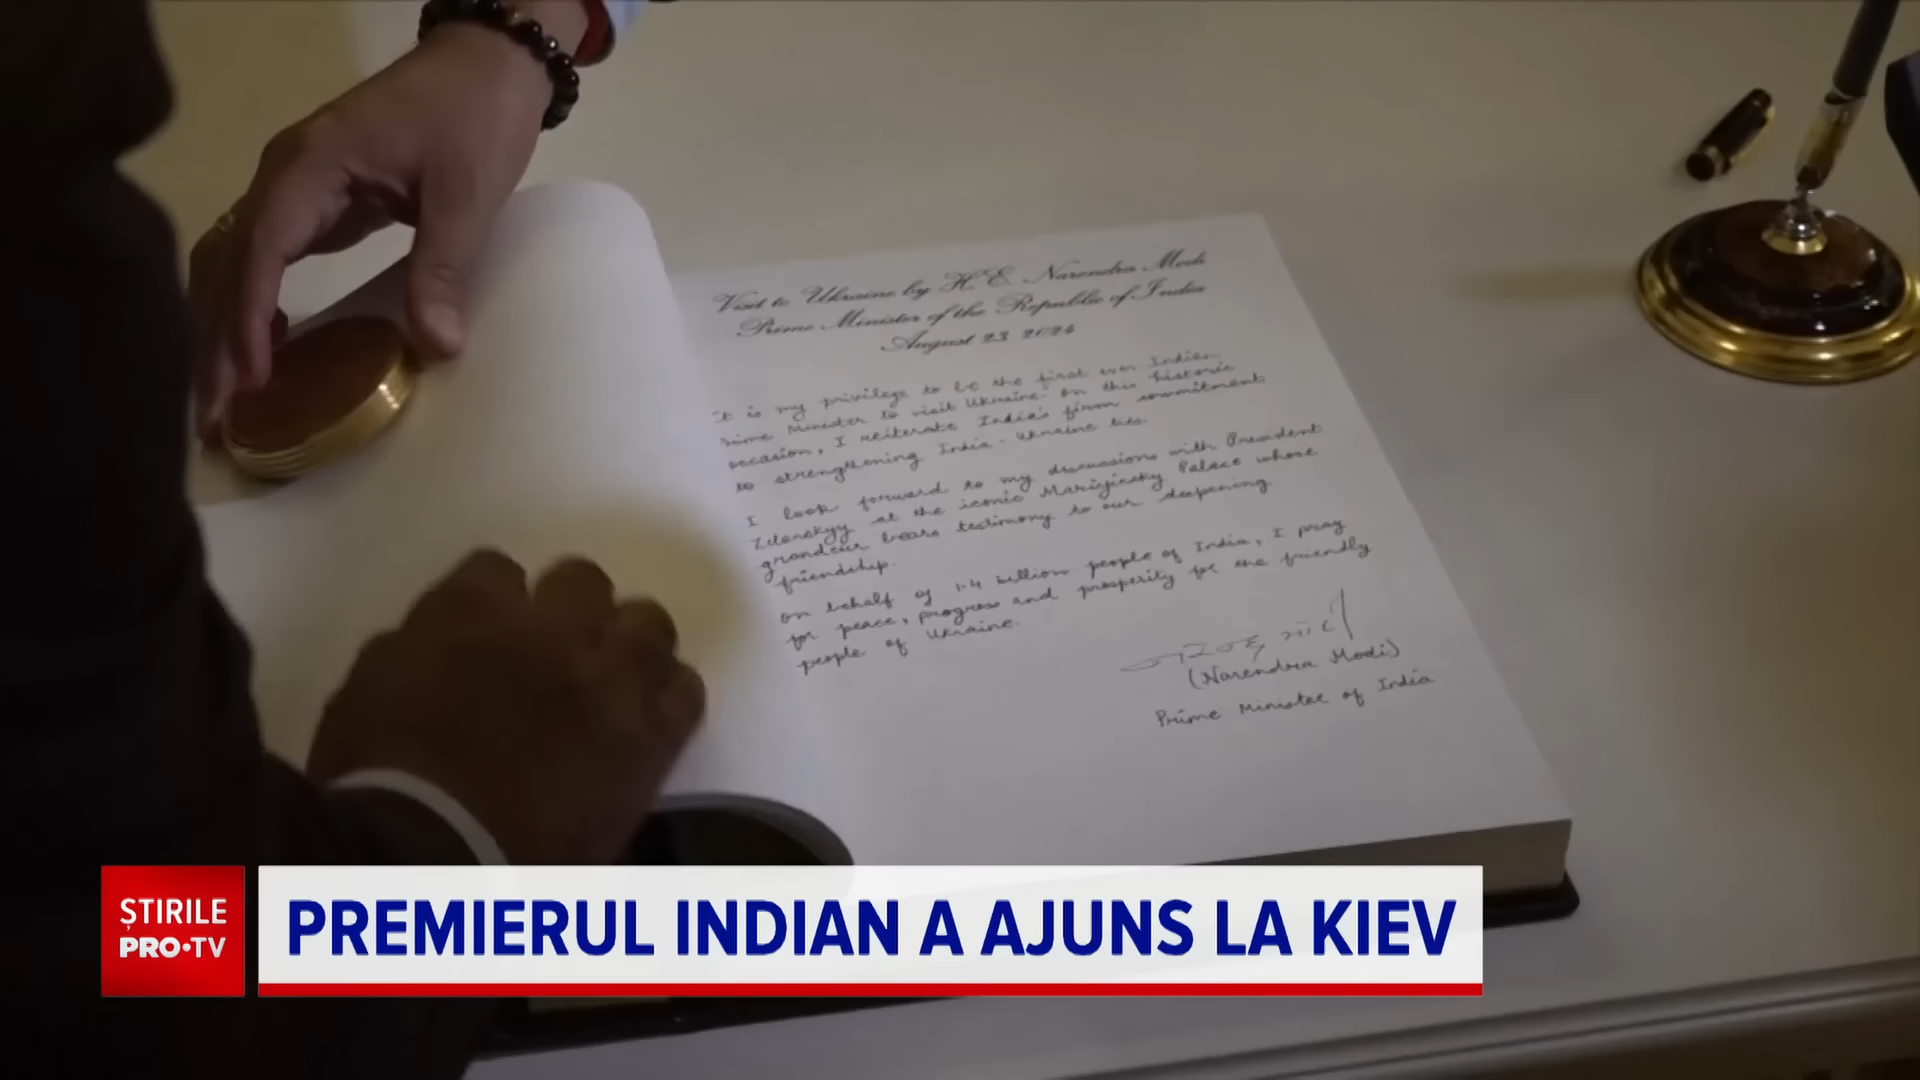 Visit to Ukraine by H.E. Narendra Modi
Prime Minister of the Republic of India
August 23 2024
It is my privilege to be the first ever Indian
Prime Minister to visit Ukraine. On this historic
occasion, I reiterate India's firm commitment
to strengthening India - Ukraine ties.
I look forward to my discussions with President
Zelenskyy at the iconic Mariyinsky Palace whose
grandeur bears testimony to our deepening
friendship.
On behalf of 1.4 billion people of India, I pray
for peace, progress and prosperity for the friendly
people of Ukraine.
(Narendra Modi)
Prime Minister of India
ȘTIRILE
PRO•TV
PREMIERUL INDIAN A AJUNS LA KIEV